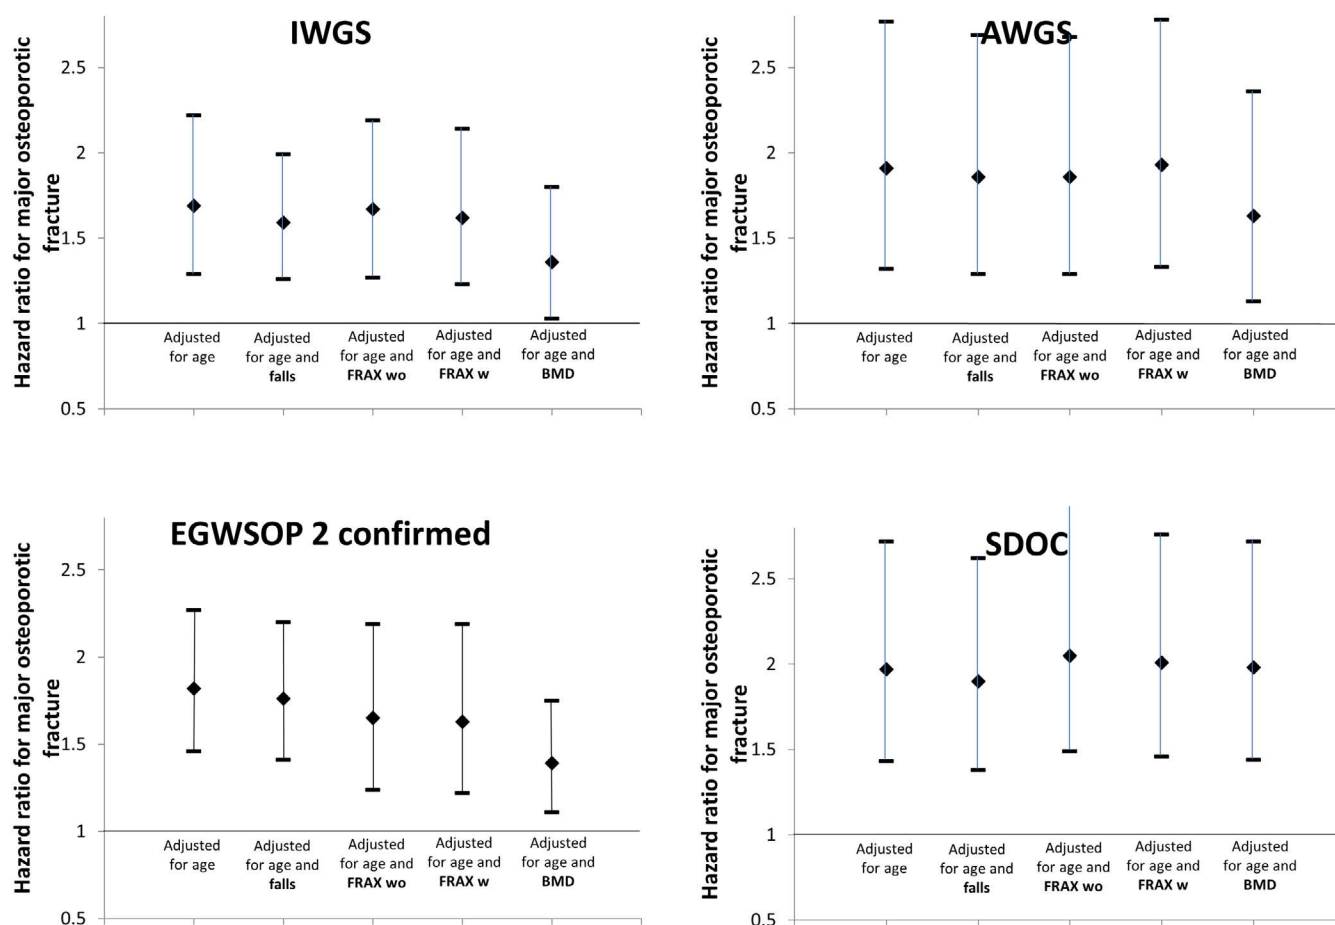 IWGS
Hazard ratio for major osteoporotic
fracture
2.5
2
1.5
1
0.5
Adjusted
for age
Adjusted
for age and
falls
Adjusted
for age and
FRAX wo
Adjusted
for age and
FRAX w
Adjusted
for age and
BMD
AWGS
Hazard ratio for major osteoporotic
fracture
2.5
2
1.5
1
0.5
Adjusted
for age
Adjusted
for age and
falls
Adjusted
for age and
FRAX wo
Adjusted
for age and
FRAX w
Adjusted
for age and
BMD
EGWSOP 2 confirmed
Hazard ratio for major osteoporotic
fracture
2.5
2
1.5
1
0.5
Adjusted
for age
Adjusted
for age and
falls
Adjusted
for age and
FRAX wo
Adjusted
for age and
FRAX w
Adjusted
for age and
BMD
SDOC
Hazard ratio for major osteoporotic
fracture
2.5
2
1.5
1
0.5
Adjusted
for age
Adjusted
for age and
falls
Adjusted
for age and
FRAX wo
Adjusted
for age and
FRAX w
Adjusted
for age and
BMD